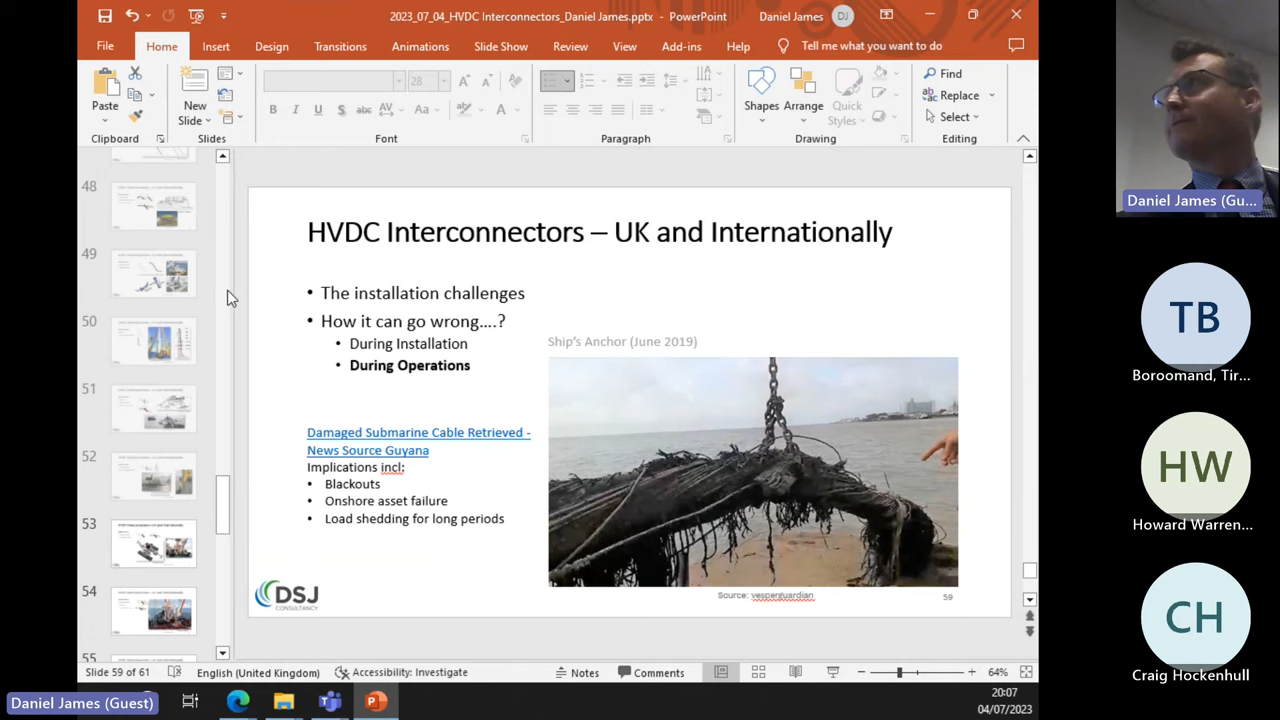 2023_07_04_HVDC Interconnectors_Daniel James.pptx - PowerPoint
Daniel James
DJ
File Home Insert Design Transitions Animations Slide Show Review View Add-ins Help Tell me what you want to do
Paste
New
Slide
28
Shapes
Arrange
Quick
Styles
Find
Replace
Select
Clipboard
Slides
Font
Paragraph
Drawing
Editing
48
49
50
51
52
53
54
55
HVDC Interconnectors – UK and Internationally
• The installation challenges
• How it can go wrong….?
• During Installation
• During Operations
Ship's Anchor (June 2019)
Damaged Submarine Cable Retrieved -
News Source Guyana
Implications incl:
• Blackouts
• Onshore asset failure
• Load shedding for long periods
DSJ
CONSULTANCY
Source: vesperguardian
59
Slide 59 of 61
English (United Kingdom)
Accessibility: Investigate
Notes
Comments
64%
Daniel James (Guest)
20:07
04/07/2023
Daniel James (Gu...
TB
Boroomand, Tir...
HW
Howard Warren...
CH
Craig Hockenhull